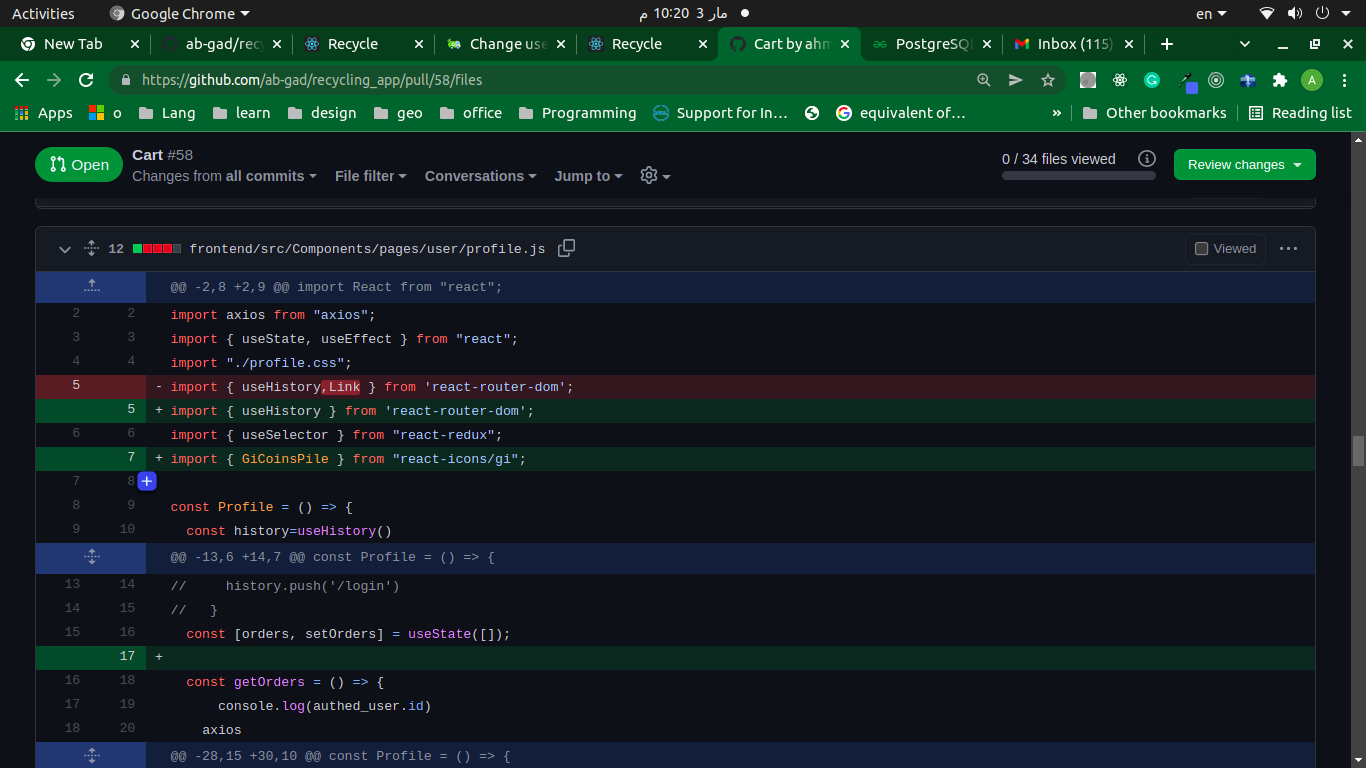 Activities Google Chrome مار 3 10:20 م en
New Tab ab-gad/recy Recycle Change use Recycle Cart by ahm PostgreSQL Inbox (115)
https://github.com/ab-gad/recycling_app/pull/58/files A
Apps o Lang learn design geo office Programming Support for In… equivalent of… » Other bookmarks Reading list
Open Cart #58 0 / 34 files viewed Review changes
Changes from all commits File filter Conversations Jump to
12 frontend/src/Components/pages/user/profile.js Viewed
@@ -2,8 +2,9 @@ import React from "react";
2 2 import axios from "axios";
3 3 import { useState, useEffect } from "react";
4 4 import "./profile.css";
5 - import { useHistory,Link } from 'react-router-dom';
5 + import { useHistory } from 'react-router-dom';
6 6 import { useSelector } from "react-redux";
7 + import { GiCoinsPile } from "react-icons/gi";
7 8
8 9 const Profile = () => {
9 10 const history=useHistory()
@@ -13,6 +14,7 @@ const Profile = () => {
13 14 // history.push('/login')
14 15 // }
15 16 const [orders, setOrders] = useState([]);
17 +
16 18 const getOrders = () => {
17 19 console.log(authed_user.id)
18 20 axios
@@ -28,15 +30,10 @@ const Profile = () => {